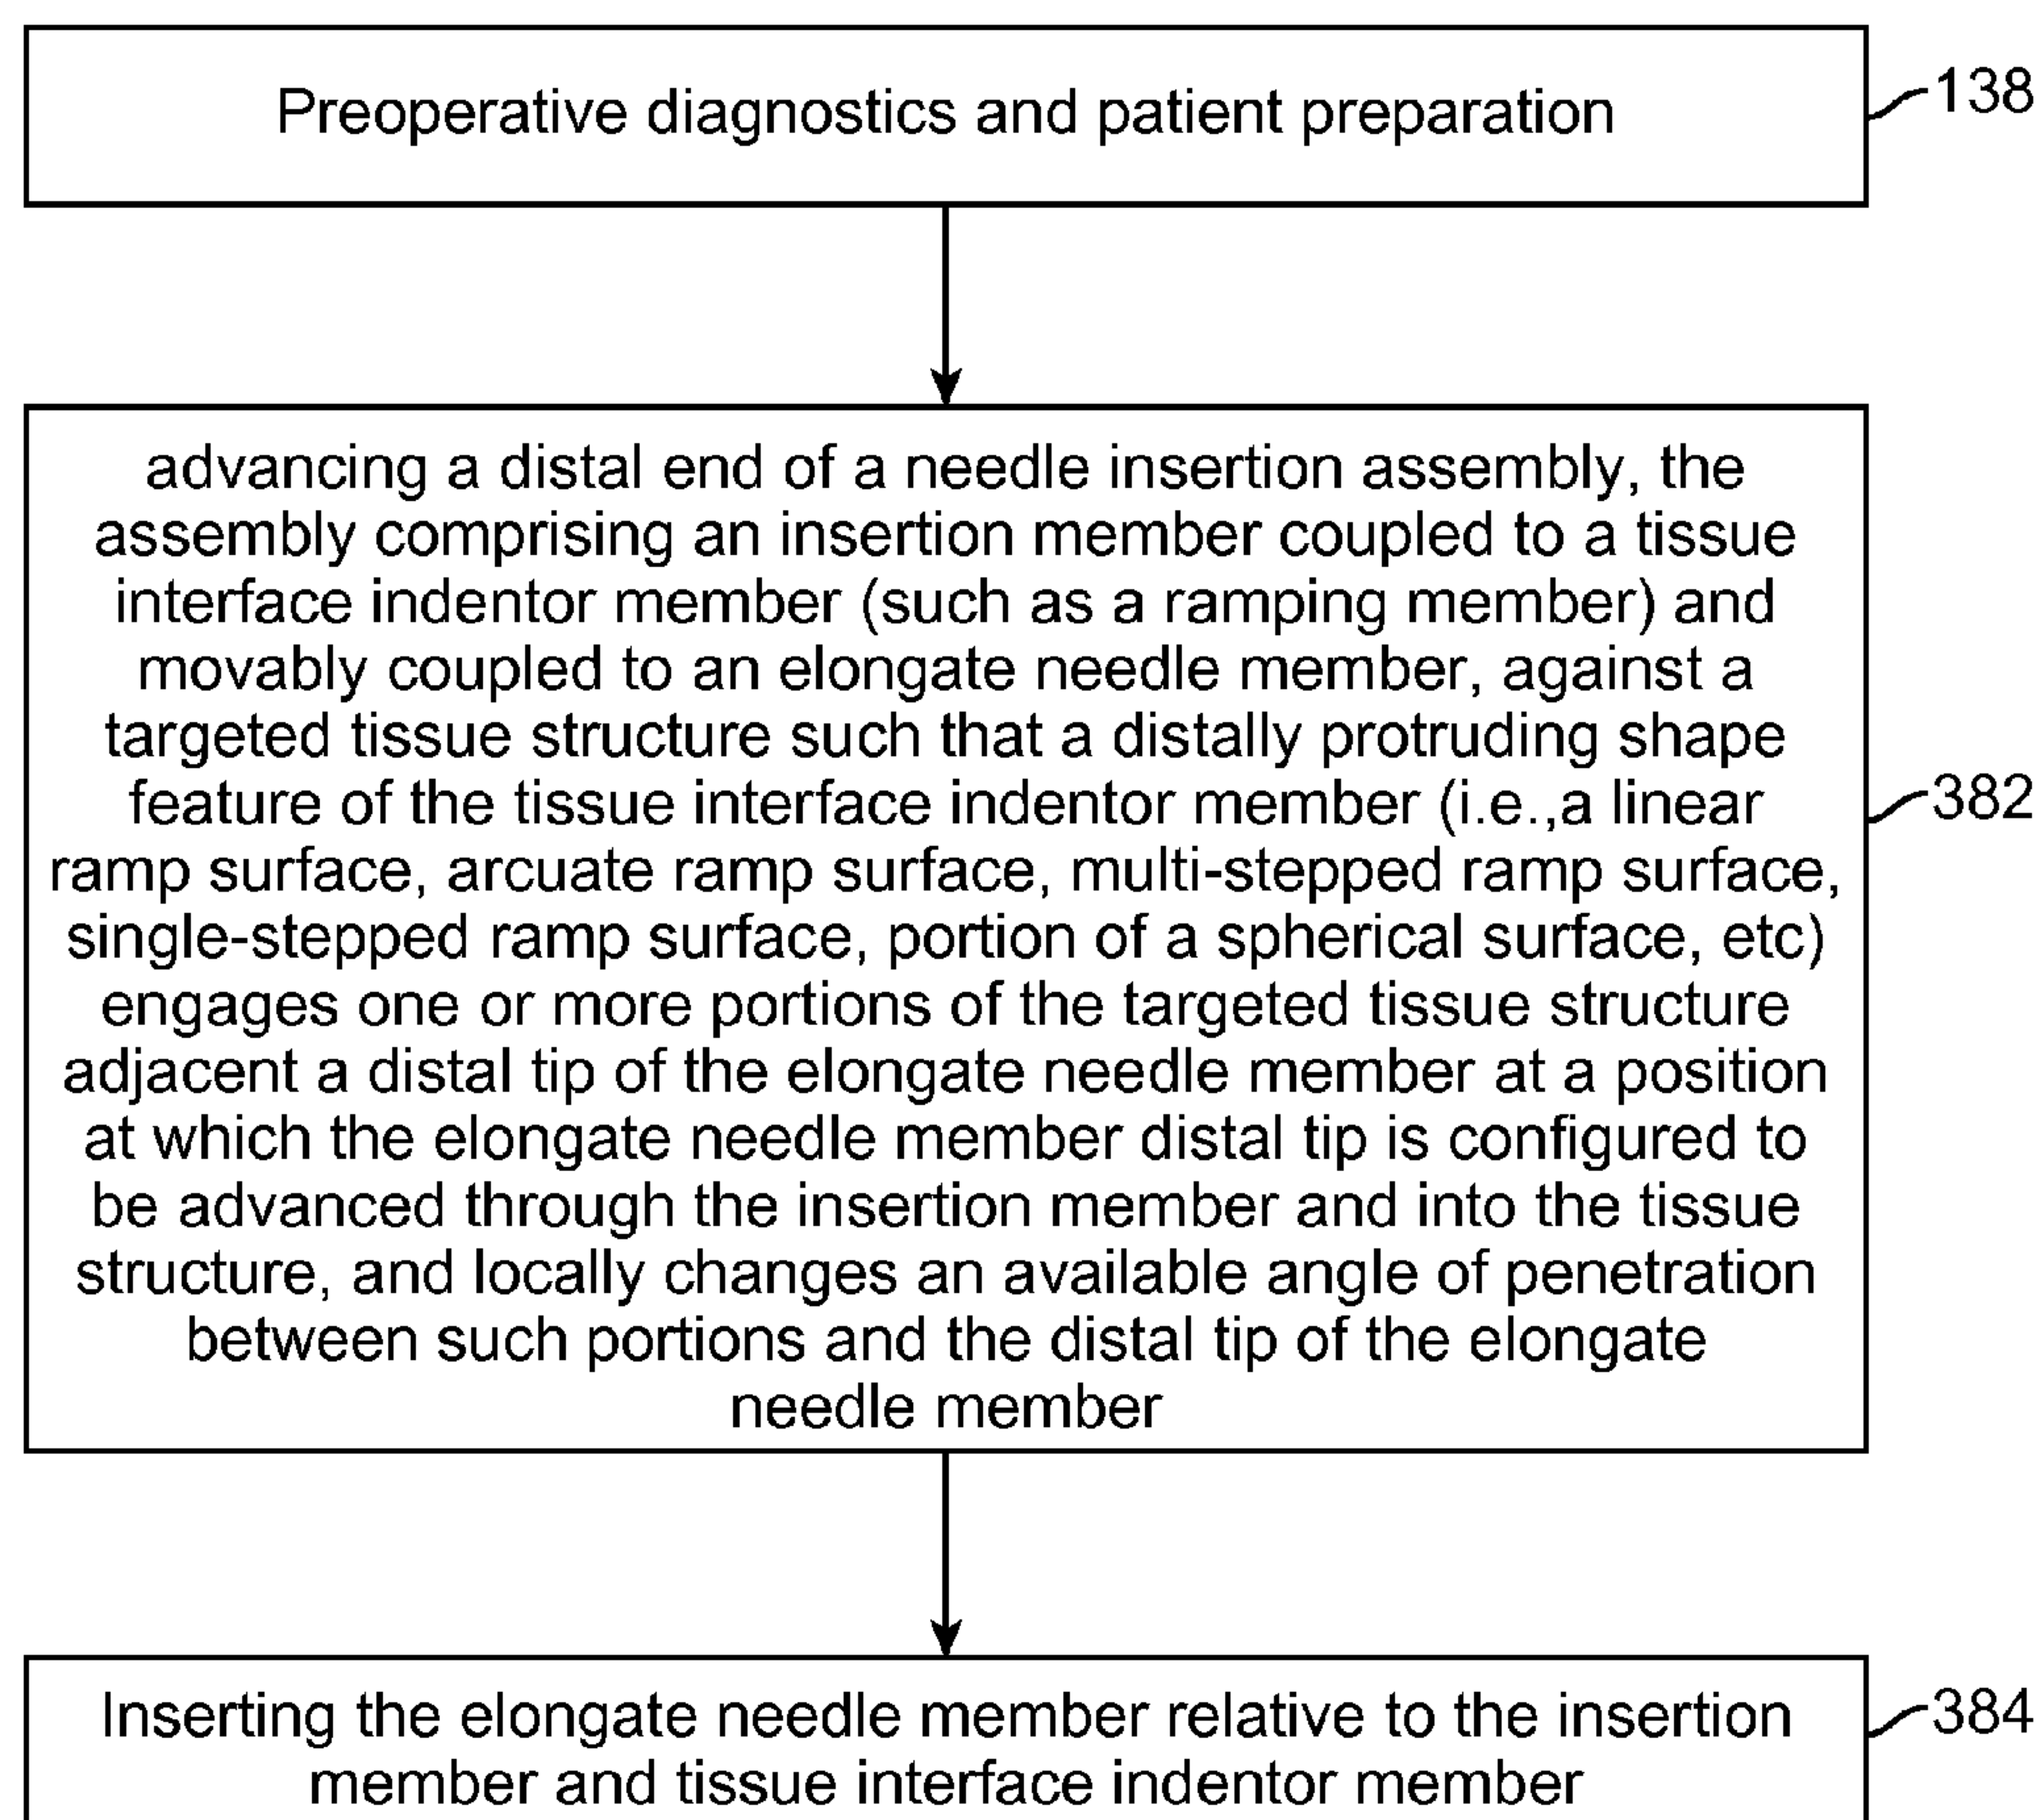 Preoperative diagnostics and patient preparation
138
advancing a distal end of a needle insertion assembly, the
assembly comprising an insertion member coupled to a tissue
interface indentor member (such as a ramping member) and
movably coupled to an elongate needle member, against a
targeted tissue structure such that a distally protruding shape
feature of the tissue interface indentor member (i.e.,a linear
ramp surface, arcuate ramp surface, multi-stepped ramp surface,
single-stepped ramp surface, portion of a spherical surface, etc)
engages one or more portions of the targeted tissue structure
adjacent a distal tip of the elongate needle member at a position
at which the elongate needle member distal tip is configured to
be advanced through the insertion member and into the tissue
structure, and locally changes an available angle of penetration
between such portions and the distal tip of the elongate
needle member
382
Inserting the elongate needle member relative to the insertion
member and tissue interface indentor member
384